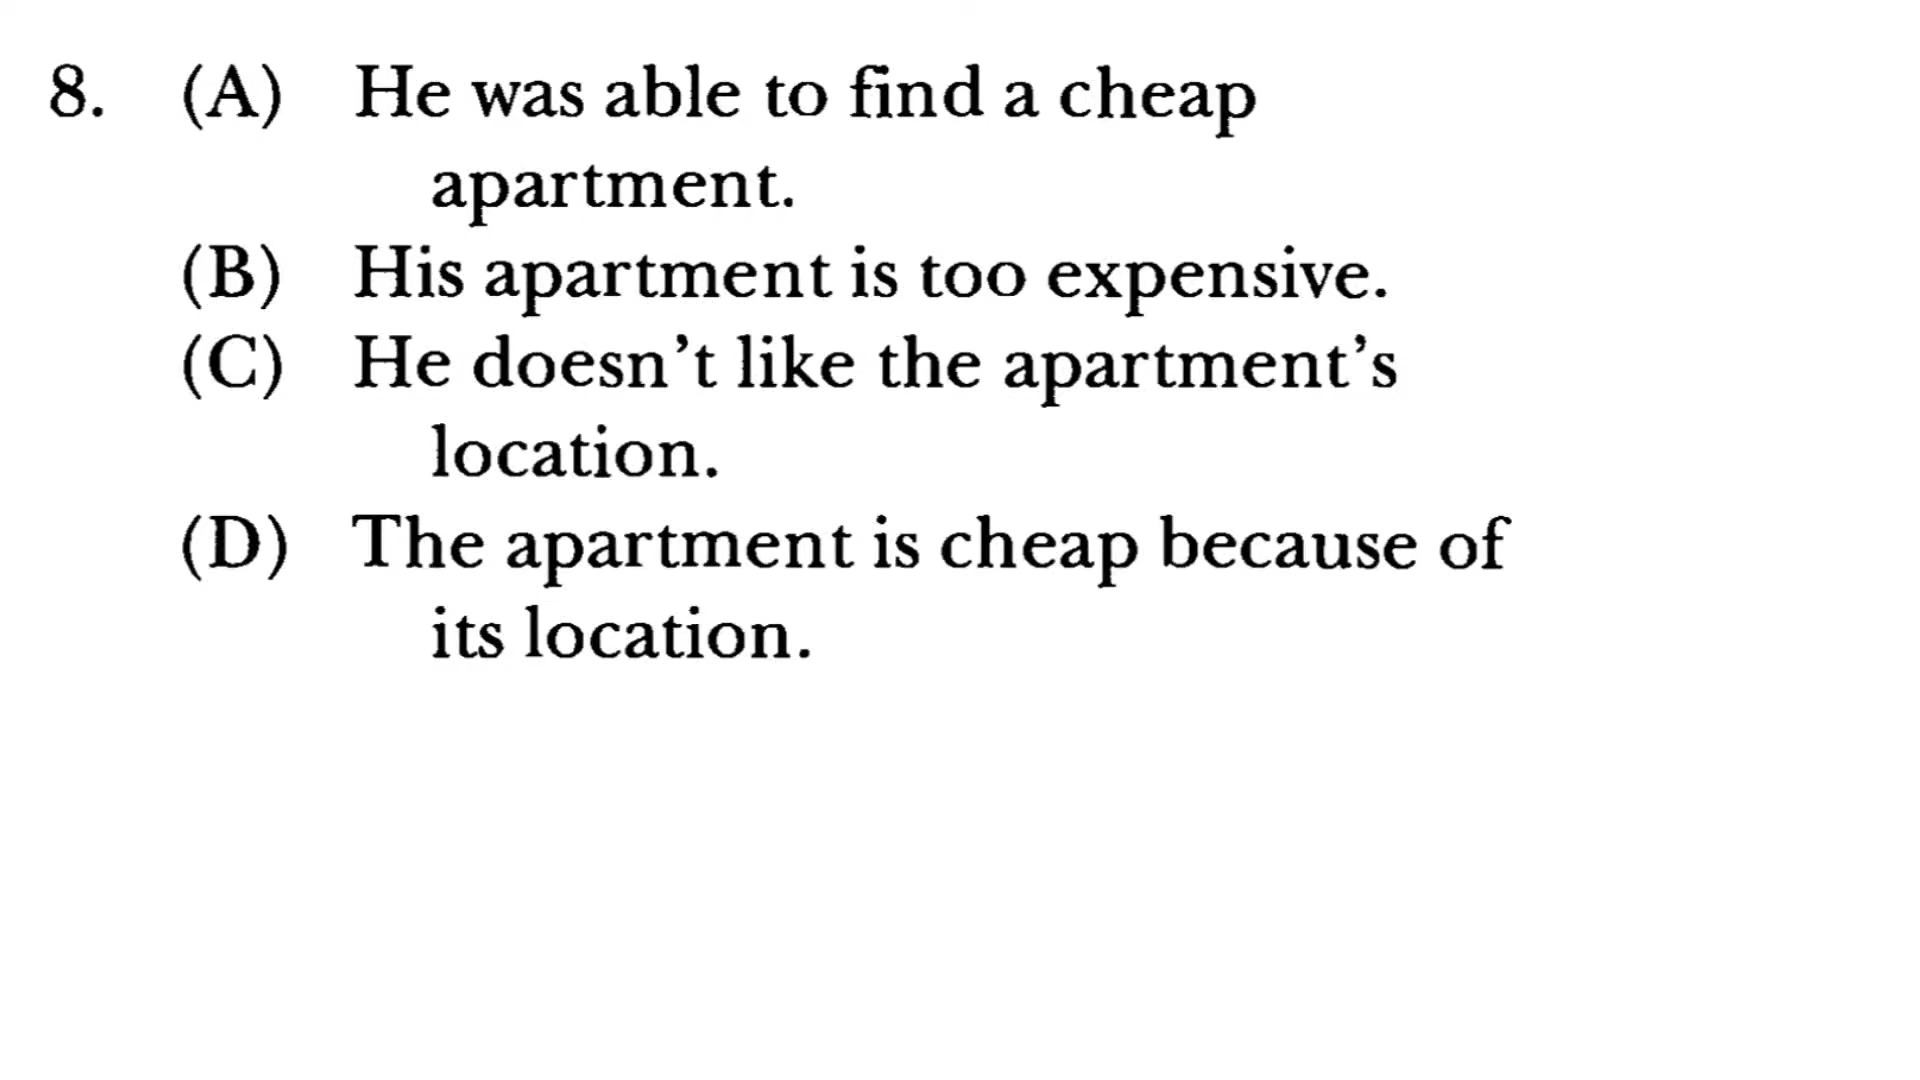 8. (A) He was able to find a cheap
apartment.
(B) His apartment is too expensive.
(C) He doesn’t like the apartment’s
location.
(D) The apartment is cheap because of
its location.